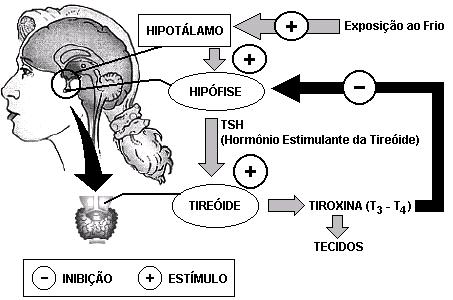 HIPOTÁLAMO
+
Exposição ao Frio
+
HIPÓFISE
−
TSH
(Hormônio Estimulante da Tireóide)
+
TIREÓIDE
TIROXINA (T3 - T4)
TECIDOS
− INIBIÇÃO + ESTÍMULO